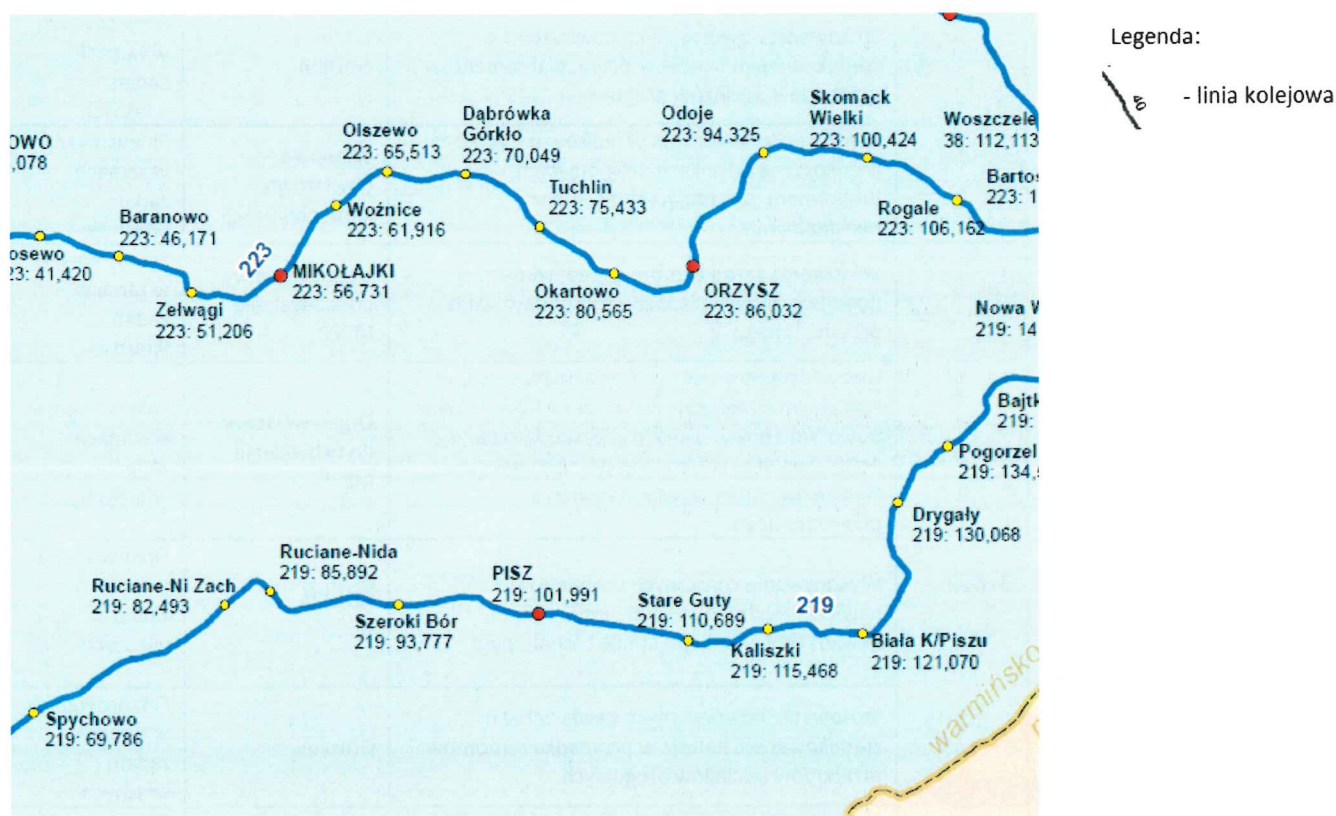 Legenda:
40
- linia kolejowa
OWO
,078
Olszewo
223: 65,513
Dąbrówka
Górkło
223: 70,049
Odoje
223: 94,325
Skomack
Wielki
223: 100,424
Woszczele
38: 112,113
Baranowo
223: 46,171
Woźnice
223: 61,916
Tuchlin
223: 75,433
Rogale
223: 106,162
Bartos
223: 1
osewo
23: 41,420
223
MIKOŁAJKI
223: 56,731
Zełwągi
223: 51,206
Okartowo
223: 80,565
ORZYSZ
223: 86,032
Nowa W
219: 14
Bajtk
219:
Pogorzel
219: 134,
Drygały
219: 130,068
Ruciane-Nida
219: 85,892
Ruciane-Ni Zach
219: 82,493
PISZ
219: 101,991
Szeroki Bór
219: 93,777
Stare Guty
219: 110,689
219
Kaliszki
219: 115,468
Biała K/Piszu
219: 121,070
Spychowo
219: 69,786
warmińsko